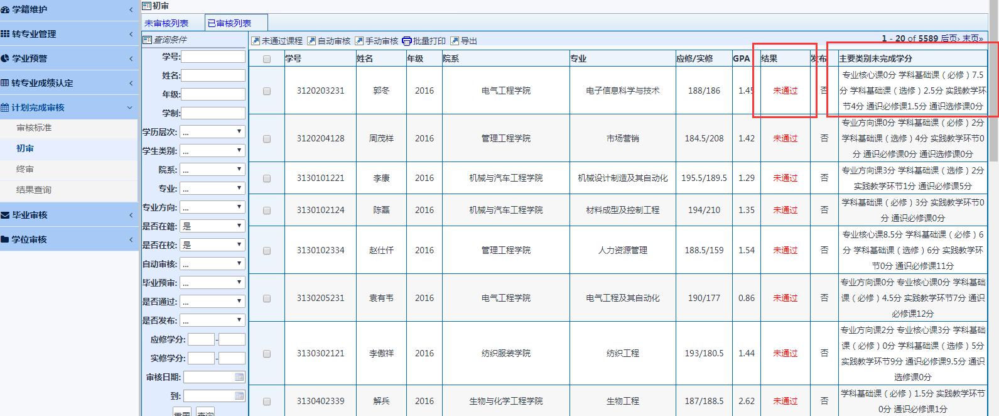 学籍维护
转专业管理
学业预警
转专业成绩认定
计划完成审核
审核标准
初审
终审
结果查询
毕业审核
学位审核
初审
未审核列表 已审核列表
查询条件
学号:
姓名:
年级:
学制:
学历层次: ...
学生类别: ...
院系: ...
专业: ...
专业方向: ...
是否在籍: 是
是否在校: 是
自动审核: ...
毕业预审: ...
是否通过: ...
是否发布: ...
应修学分: -
实修学分: -
审核日期:
到:
重置 查询
未通过课程 自动审核 手动审核 批量打印 导出 1 - 20 of 5589 后页› 末页»
学号 姓名 年级 院系 专业 应修/实修 GPA 结果 发布 主要类别未完成学分
3120203231 郭冬 2016 电气工程学院 电子信息科学与技术 188/186 1.45 未通过 否
专业核心课0分 学科基础课（必修）7.5
分 学科基础课（选修）2.5分 实践教学环
节4分 通识必修课1.5分 通识选修课0分
3120204128 周茂样 2016 管理工程学院 市场营销 184.5/208 1.42 未通过 否
专业方向课0分 学科基础课（必修）2分
学科基础课（选修）4分 实践教学环节0
分 通识必修课0分 通识选修课0分
3130101221 李康 2016 机械与汽车工程学院 机械设计制造及其自动化 195.5/189.5 1.29 未通过 否
专业方向课3分 学科基础课（选修）2分
实践教学环节1分 通识必修课5分
3130102124 陈磊 2016 机械与汽车工程学院 材料成型及控制工程 194/210 1.35 未通过 否
学科基础课（必修）3分 实践教学环节0
分 通识必修课0分
3130102334 赵仕仟 2016 管理工程学院 人力资源管理 188.5/159 1.54 未通过 否
专业核心课8.5分 学科基础课（必修）6
分 学科基础课（选修）6分 实践教学环
节0分 通识必修课11分
3130205231 袁有韦 2016 电气工程学院 电气工程及其自动化 190/177 0.86 未通过 否
专业方向课0分 专业核心课0分 学科基础
课（必修）4.5分 实践教学环节7分 通识
必修课12分
3130302121 李傲祥 2016 纺织服装学院 纺织工程 193/180.5 1.44 未通过 否
专业方向课2分 专业核心课3分 学科基础
课（必修）0分 学科基础课（选修）5分
实践教学环节9分 通识必修课9.5分 通识
选修课0分
3130402339 解兵 2016 生物与化学工程学院 生物工程 187/188.5 2.62 未通过 否
学科基础课（必修）1.5分 实践教学环节
0分 通识必修课1分